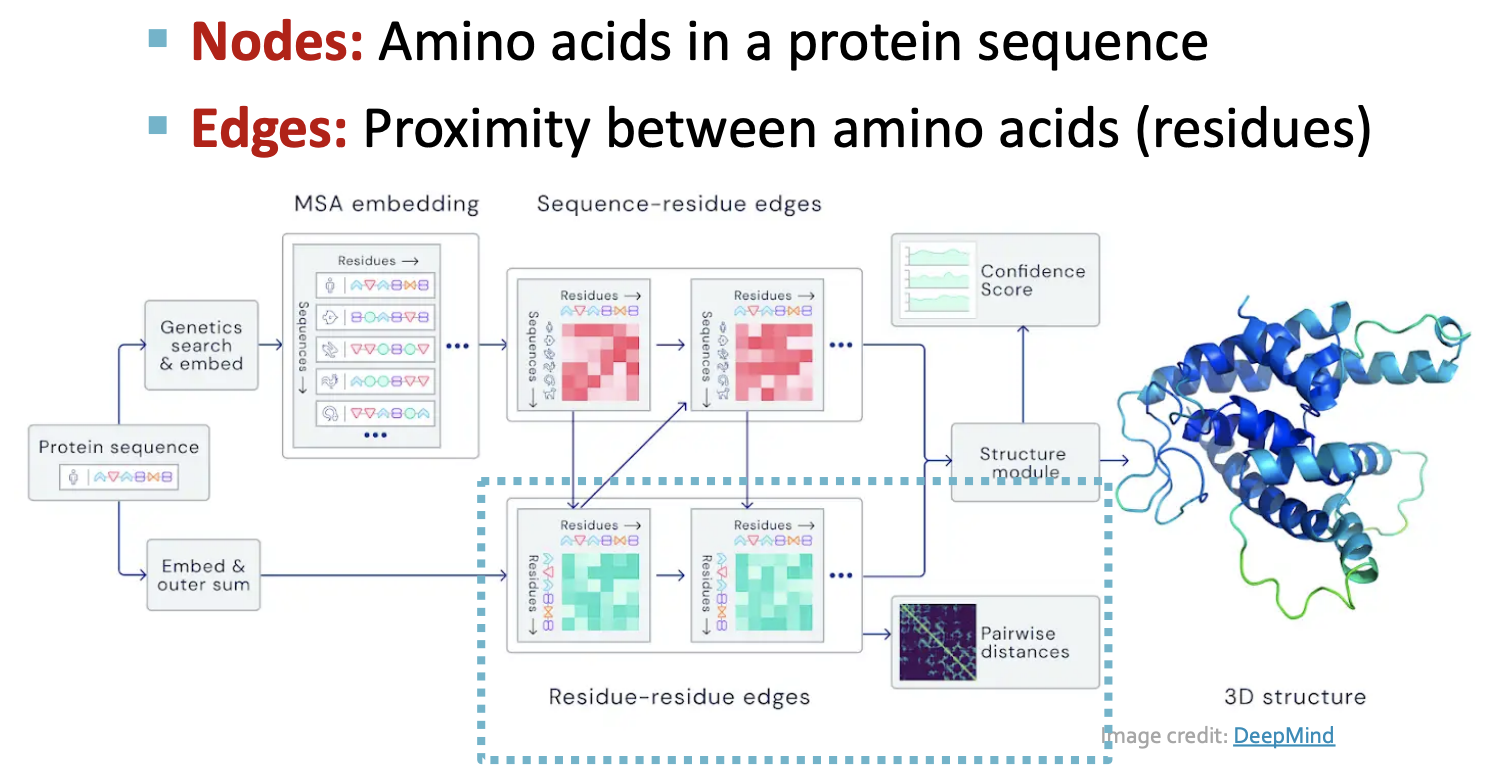 Nodes: Amino acids in a protein sequence
Edges: Proximity between amino acids (residues)
MSA embedding
Sequence-residue edges
Residues →
Sequences →
Genetics
search
& embed
Residues →
Sequences →
Residues →
Sequences →
Confidence
Score
Protein sequence
Structure
module
Embed &
outer sum
Residues →
Residues →
Residues →
Residues →
Pairwise
distances
Residue-residue edges
3D structure
Image credit: DeepMind